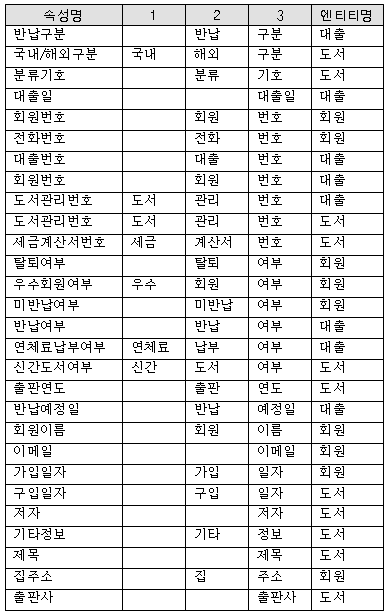 속성명 1 2 3 엔티티명
반납구분 반납 구분 대출
국내/해외구분 국내 해외 구분 도서
분류기호 분류 기호 도서
대출일 대출일 대출
회원번호 회원 번호 회원
전화번호 전화 번호 회원
대출번호 대출 번호 대출
회원번호 회원 번호 대출
도서관리번호 도서 관리 번호 대출
도서관리번호 도서 관리 번호 도서
세금계산서번호 세금 계산서 번호 도서
탈퇴여부 탈퇴 여부 회원
우수회원여부 우수 회원 여부 회원
미반납여부 미반납 여부 회원
반납여부 반납 여부 대출
연체료납부여부 연체료 납부 여부 대출
신간도서여부 신간 도서 여부 도서
출판연도 출판 연도 도서
반납예정일 반납 예정일 대출
회원이름 회원 이름 회원
이메일 이메일 회원
가입일자 가입 일자 회원
구입일자 구입 일자 도서
저자 저자 도서
기타정보 기타 정보 도서
제목 제목 도서
집주소 집 주소 회원
출판사 출판사 도서